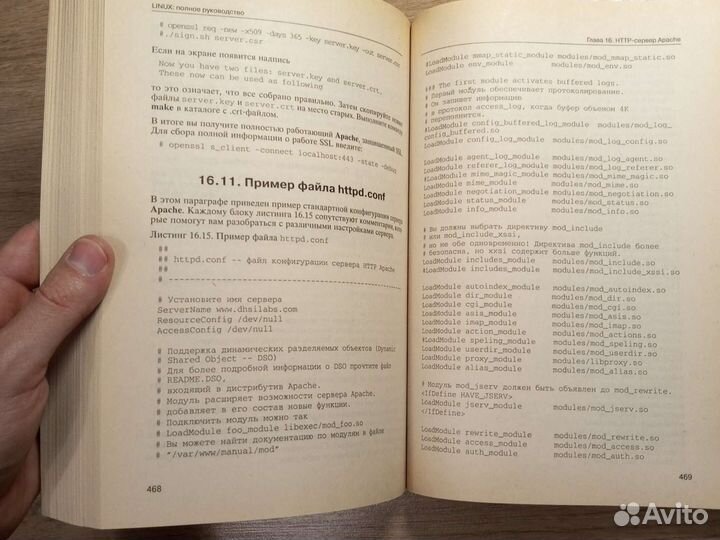 LINUX: полное руководство
# openssl req -new -x509 -days 365 -key server.key -out server.csr
#./sign.sh server.csr
Если на экране появится надпись
Now you have two files: server.key and server.crt.
These now can be used as following
то это означает, что все собрано правильно. Затем скопируйте новые
файлы server.key и server.crt на место старых. Выполните команду
make в каталоге с .crt-файлом.
В итоге вы получите полностью работающий Apache, защищенный SSL.
Для сбора полной информации о работе SSL введите:
# openssl s_client -connect localhost:443 -state -debug
16.11. Пример файла httpd.conf
В этом параграфе приведен пример стандартной конфигурации сервера
Apache. Каждому блоку листинга 16.15 сопутствуют комментарии, кото-
рые помогут вам разобраться с различными настройками сервера.
Листинг 16.15. Пример файла httpd.conf
##
## httpd.conf -- файл конфигурации сервера HTTP Apache
##
# Установите имя сервера
ServerName www.dhsilabs.com
ResourceConfig /dev/null
AccessConfig /dev/null
# Поддержка динамических разделяемых объектов (Dynamic
# Shared Object -- DSO)
# Для более подробной информации о DSO прочтите файл
# README.DSO,
# входящий в дистрибутив Apache.
# Модуль расширяет возможности сервера Apache,
# добавляет в его состав новые функции.
# Подключить модуль можно так
# LoadModule foo_module libexec/mod_foo.so
# Вы можете найти документацию по модулям в файле
# "/var/www/manual/mod"
468
Глава 16. HTTP-сервер Apache
#LoadModule mmap_static_module modules/mod_mmap_static.so
LoadModule env_module modules/mod_env.so
### The first module activates buffered logs.
# Первый модуль обеспечивает протоколирование.
# Он запишет информацию
# в протокол access_log, когда буфер объемом 4К
# переполнится.
#LoadModule config_buffered_log_module modules/mod_log_
config_buffered.so
LoadModule config_log_module modules/mod_log_config.so
LoadModule agent_log_module modules/mod_log_agent.so
LoadModule referer_log_module modules/mod_log_referer.so
#LoadModule mime_magic_module modules/mod_mime_magic.so
LoadModule mime_module modules/mod_mime.so
LoadModule negotiation_module modules/mod_negotiation.so
LoadModule status_module modules/mod_status.so
LoadModule info_module modules/mod_info.so
# Вы должны выбрать директиву mod_include
# или mod_include_xssi,
# но не обе одновременно! Директива mod_include более
# безопасна, но xxsi содержит больше функций.
#LoadModule includes_module modules/mod_include.so
LoadModule includes_module modules/mod_include_xssi.so
LoadModule autoindex_module modules/mod_autoindex.so
LoadModule dir_module modules/mod_dir.so
LoadModule cgi_module modules/mod_cgi.so
LoadModule asis_module modules/mod_asis.so
LoadModule imap_module modules/mod_imap.so
LoadModule action_module modules/mod_actions.so
#LoadModule speling_module modules/mod_speling.so
LoadModule userdir_module modules/mod_userdir.so
LoadModule proxy_module modules/libproxy.so
LoadModule alias_module modules/mod_alias.so
# Модуль mod_jserv должен быть объявлен до mod_rewrite.
<IfDefine HAVE_JSERV>
LoadModule jserv_module modules/mod_jserv.so
</IfDefine>
LoadModule rewrite_module modules/mod_rewrite.so
LoadModule access_module modules/mod_access.so
LoadModule auth_module modules/mod_auth.so
469
Avito